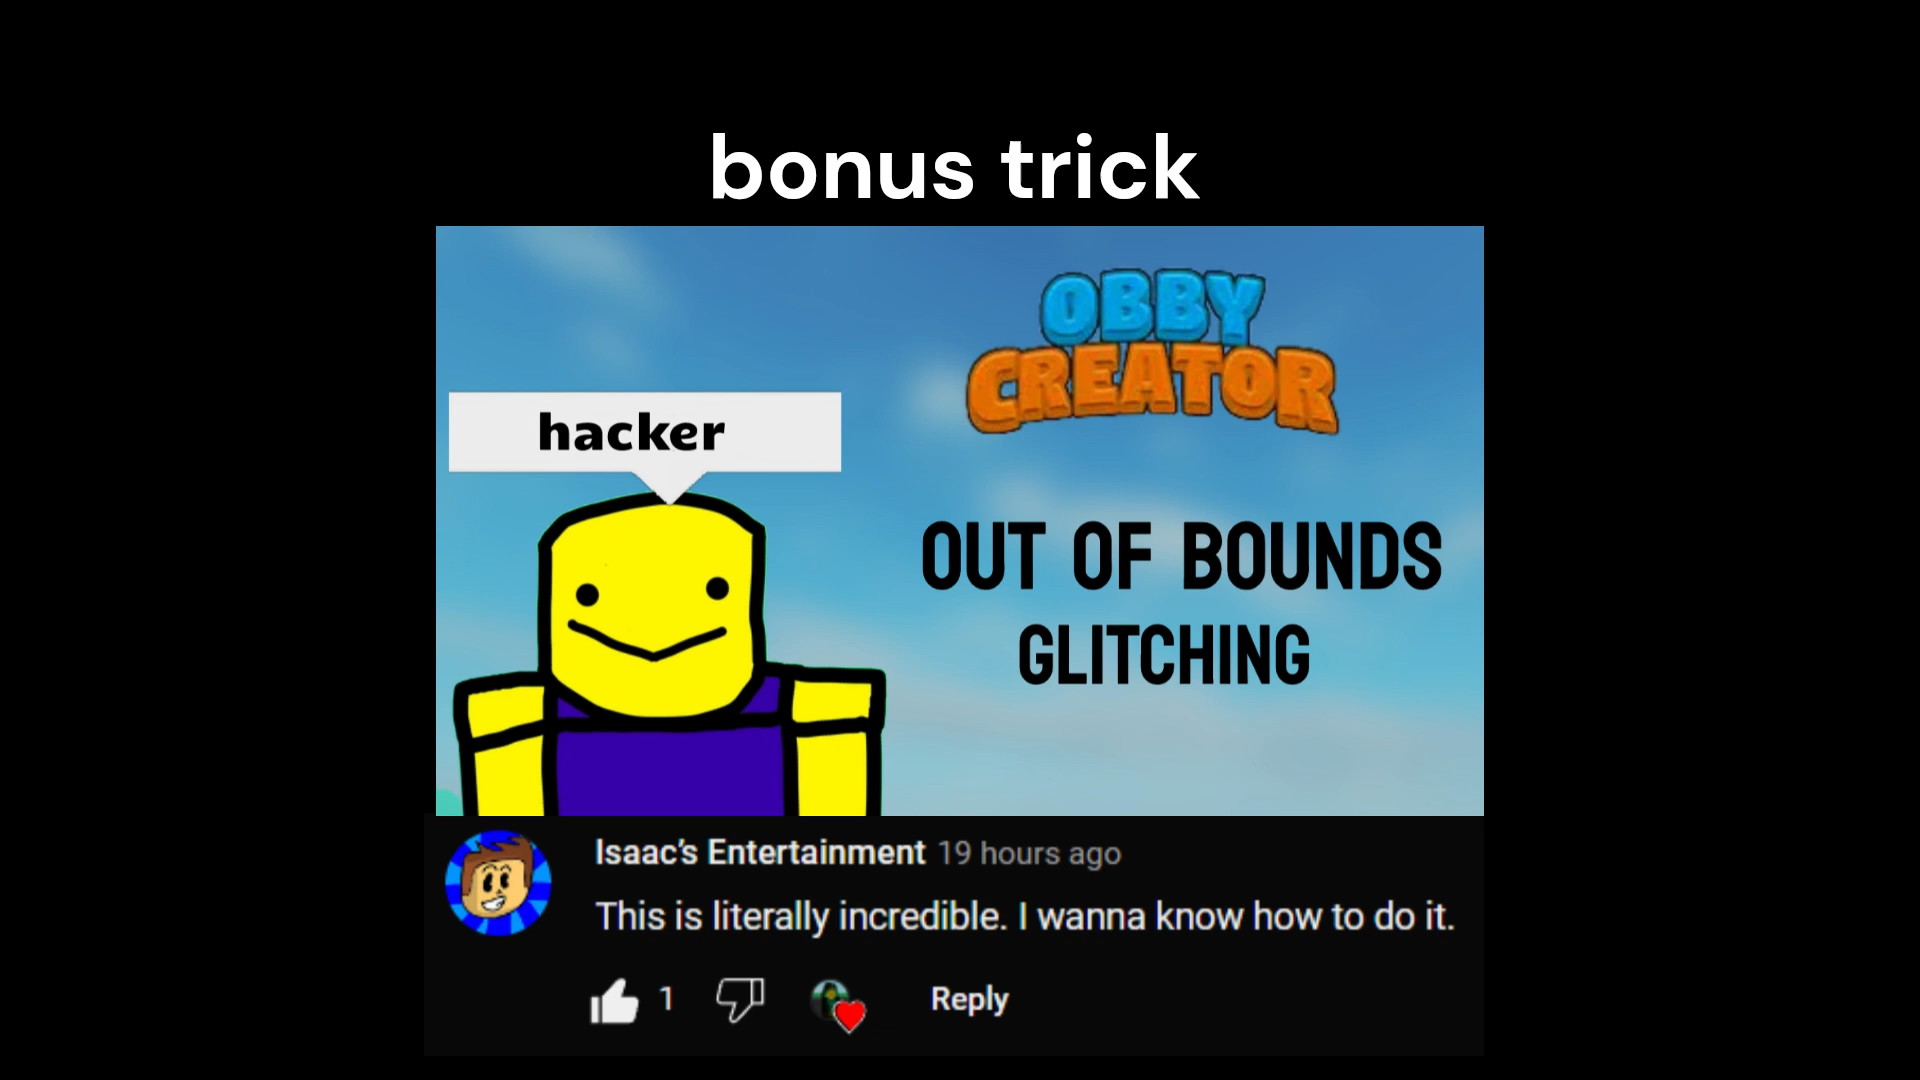 bonus trick
OBBY
CREATOR
hacker
OUT OF BOUNDS
GLITCHING
Isaac's Entertainment 19 hours ago
This is literally incredible. I wanna know how to do it.
1 Reply